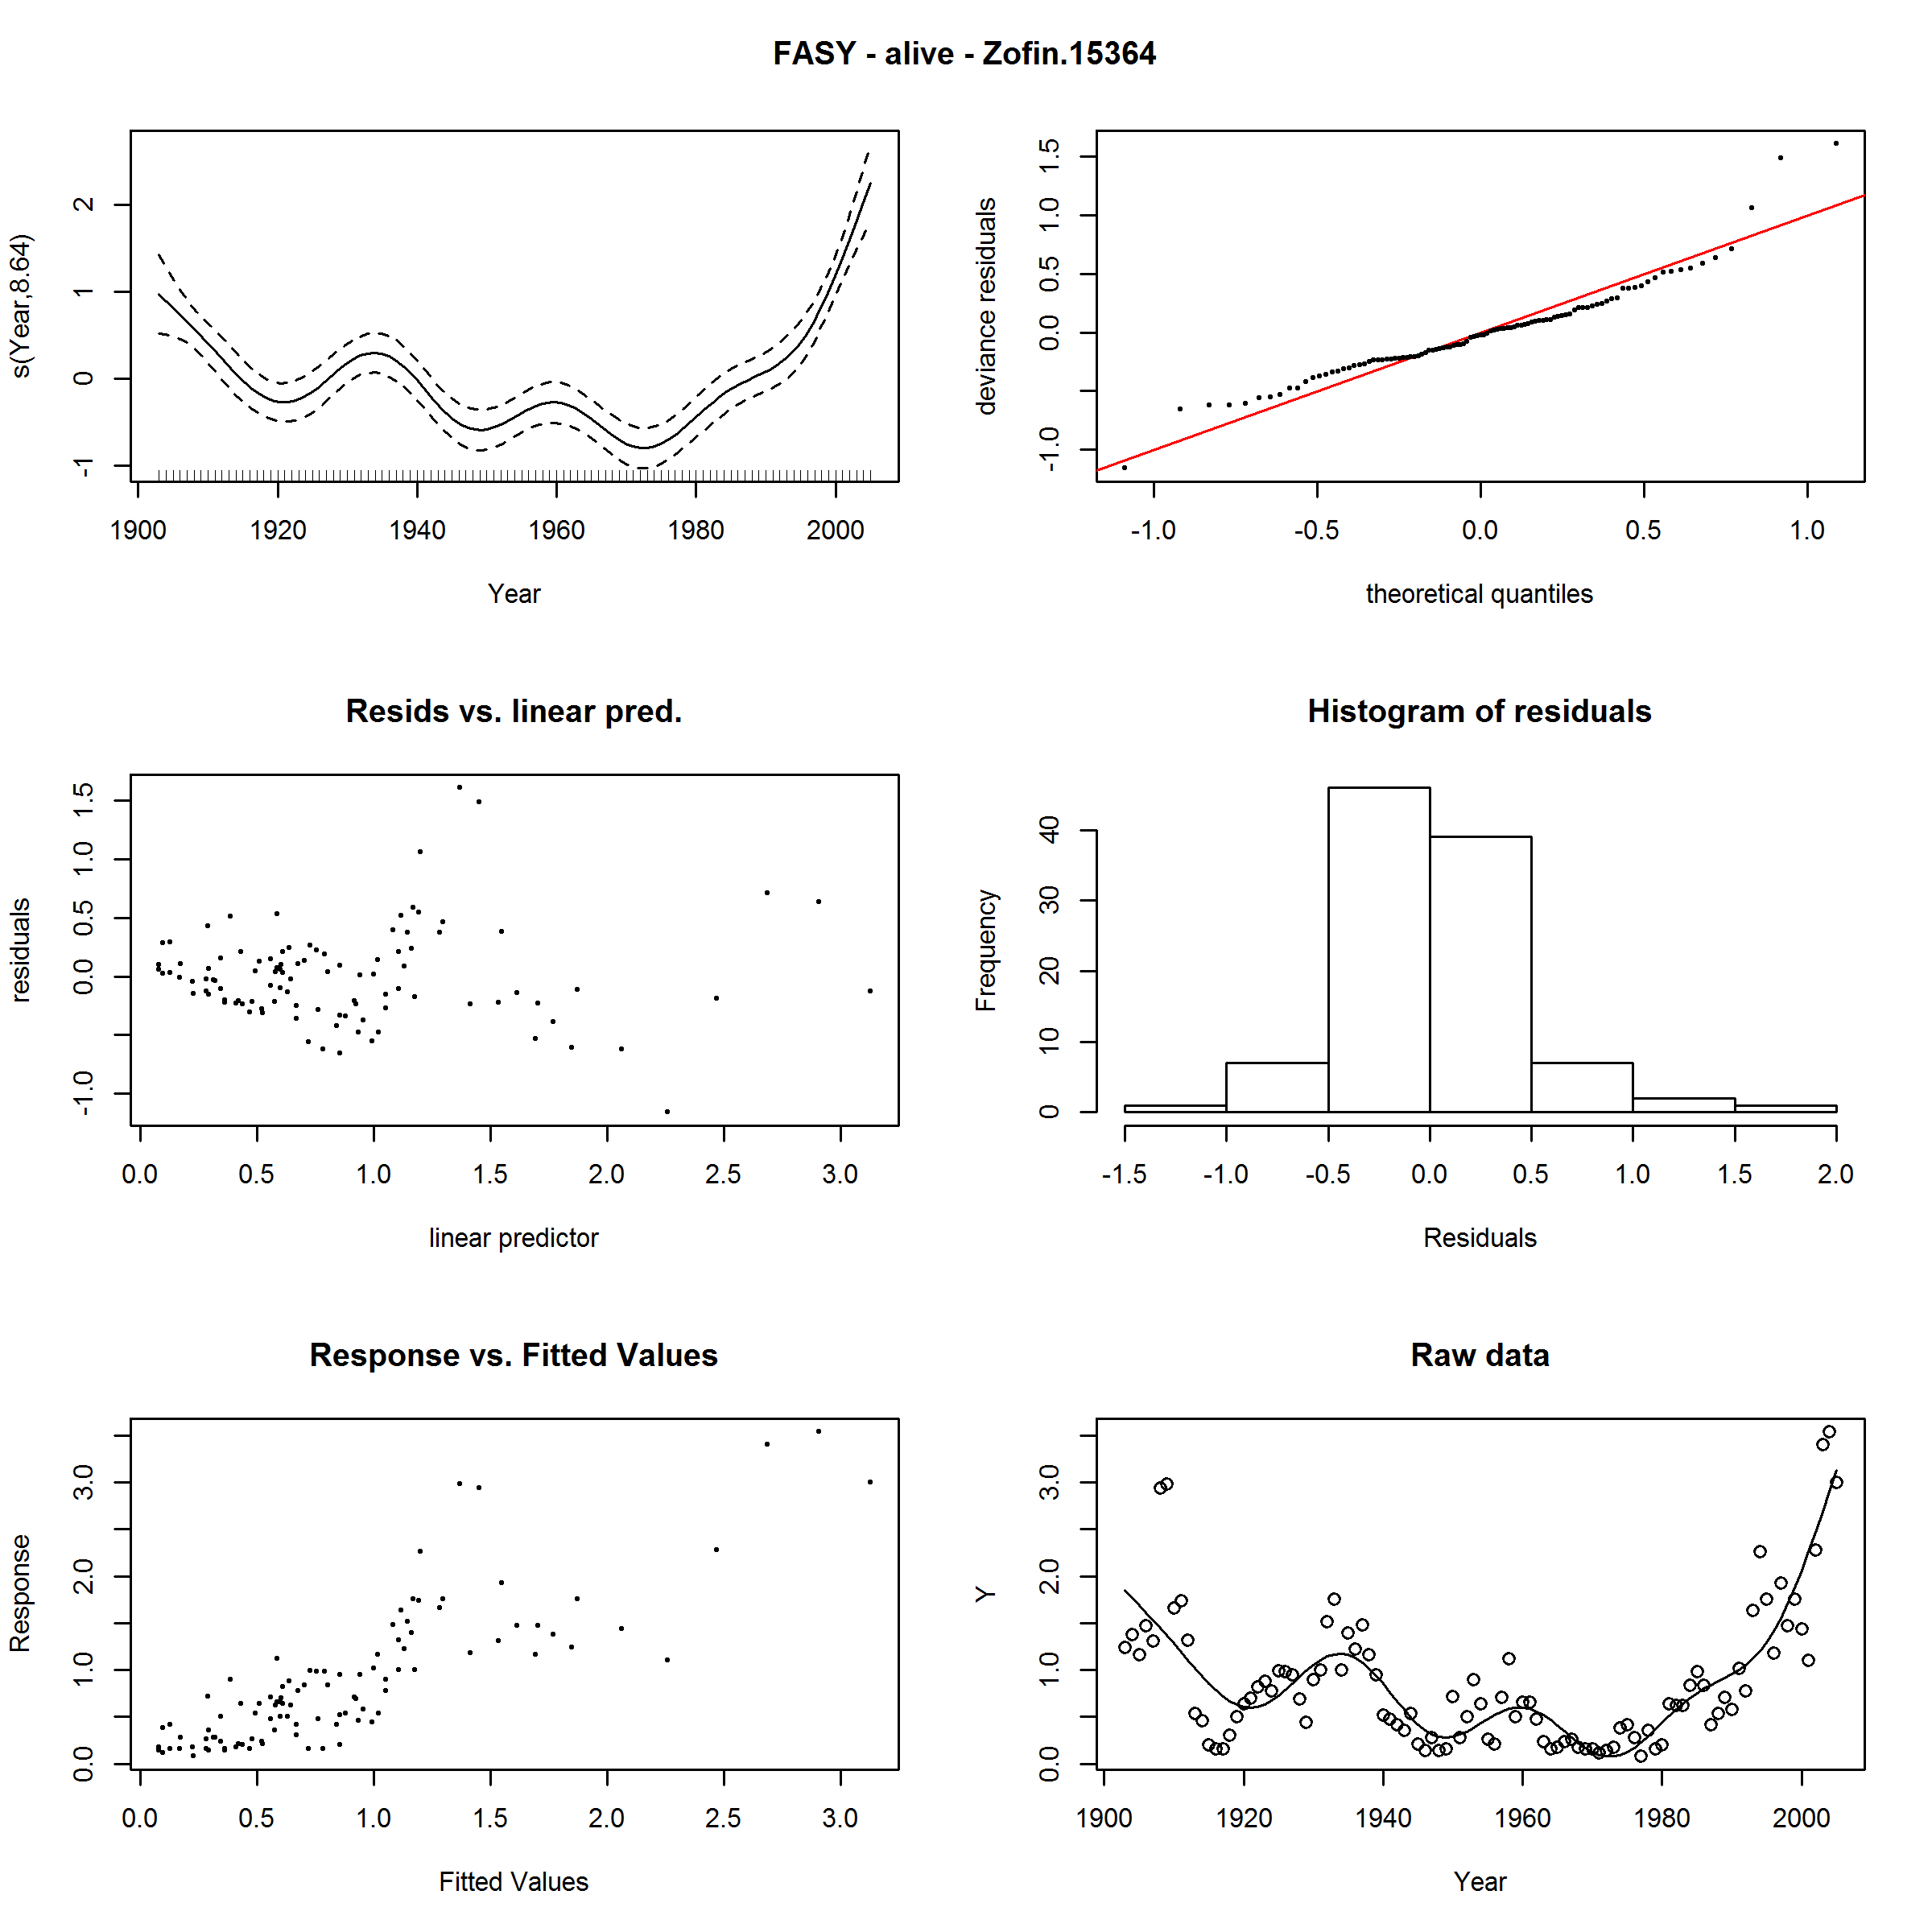 FASY - alive - Zofin.15364
s(Year,8.64)
2
1
0
-1
1900 1920 1940 1960 1980 2000
Year
deviance residuals
1.5
1.0
0.5
0.0
-1.0
-1.0 -0.5 0.0 0.5 1.0
theoretical quantiles
Resids vs. linear pred.
residuals
1.5
1.0
0.5
0.0
-1.0
0.0 0.5 1.0 1.5 2.0 2.5 3.0
linear predictor
Histogram of residuals
Frequency
40
30
20
10
0
-1.5 -1.0 -0.5 0.0 0.5 1.0 1.5 2.0
Residuals
Response vs. Fitted Values
Response
3.0
2.0
1.0
0.0
0.0 0.5 1.0 1.5 2.0 2.5 3.0
Fitted Values
Raw data
Y
3.0
2.0
1.0
0.0
1900 1920 1940 1960 1980 2000
Year